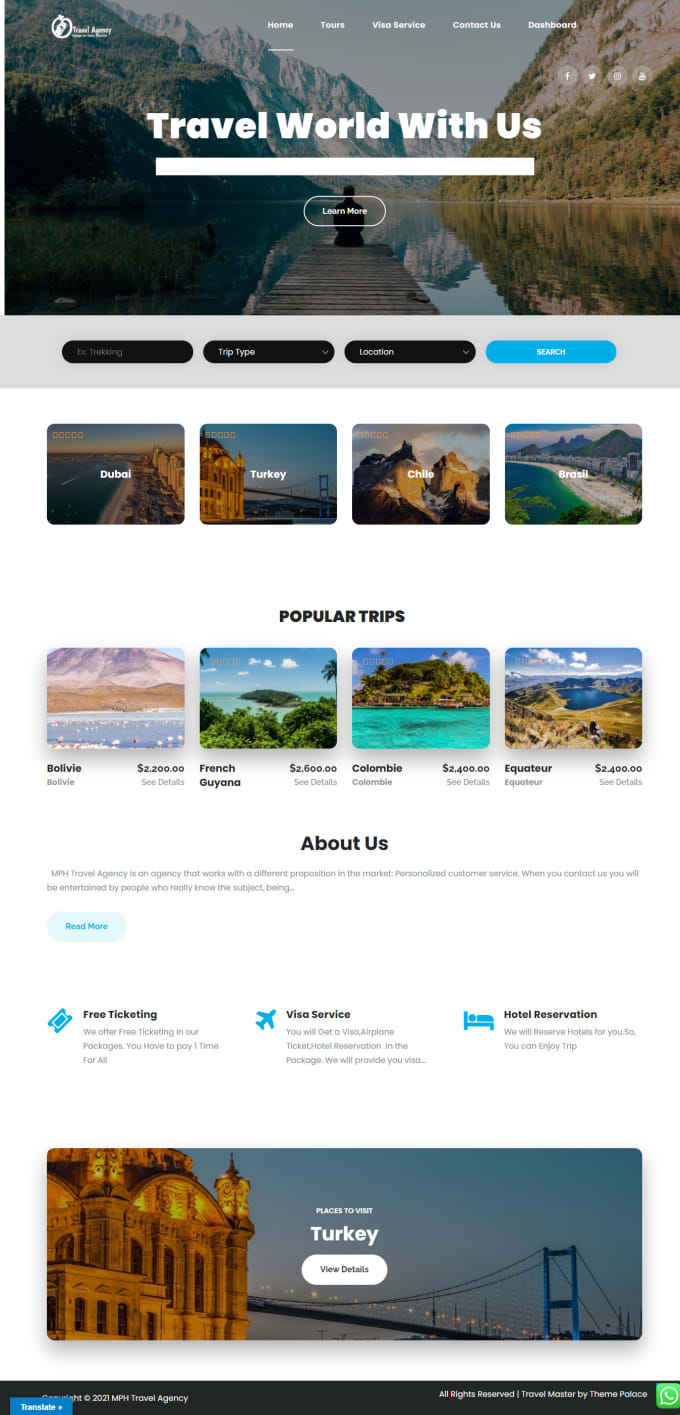 Travel Agency
Home Tours Visa Service Contact Us Dashboard
Travel World With Us
Learn More
Ex: Trekking Trip Type Location SEARCH
Dubai Turkey Chile Brasil
POPULAR TRIPS
Bolivie $2,200.00 French $2,600.00 Colombie $2,400.00 Equateur $2,400.00
Bolivie See Details Guyana See Details Colombie See Details Equateur See Details
About Us
MPH Travel Agency is an agency that works with a different proposition in the market: Personalized customer service. When you contact us you will
be entertained by people who really know the subject, being...
Read More
Free Ticketing
We offer Free Ticketing in our
Packages. You Have to pay 1 Time
For All
Visa Service
You will Get a Visa,Airplane
Ticket,Hotel Reservation in the
Package. We will provide you visa...
Hotel Reservation
We will Reserve Hotels for you.So,
You can Enjoy Trip
PLACES TO VISIT
Turkey
View Details
Copyright © 2021 MPH Travel Agency
All Rights Reserved | Travel Master by Theme Palace
Translate »